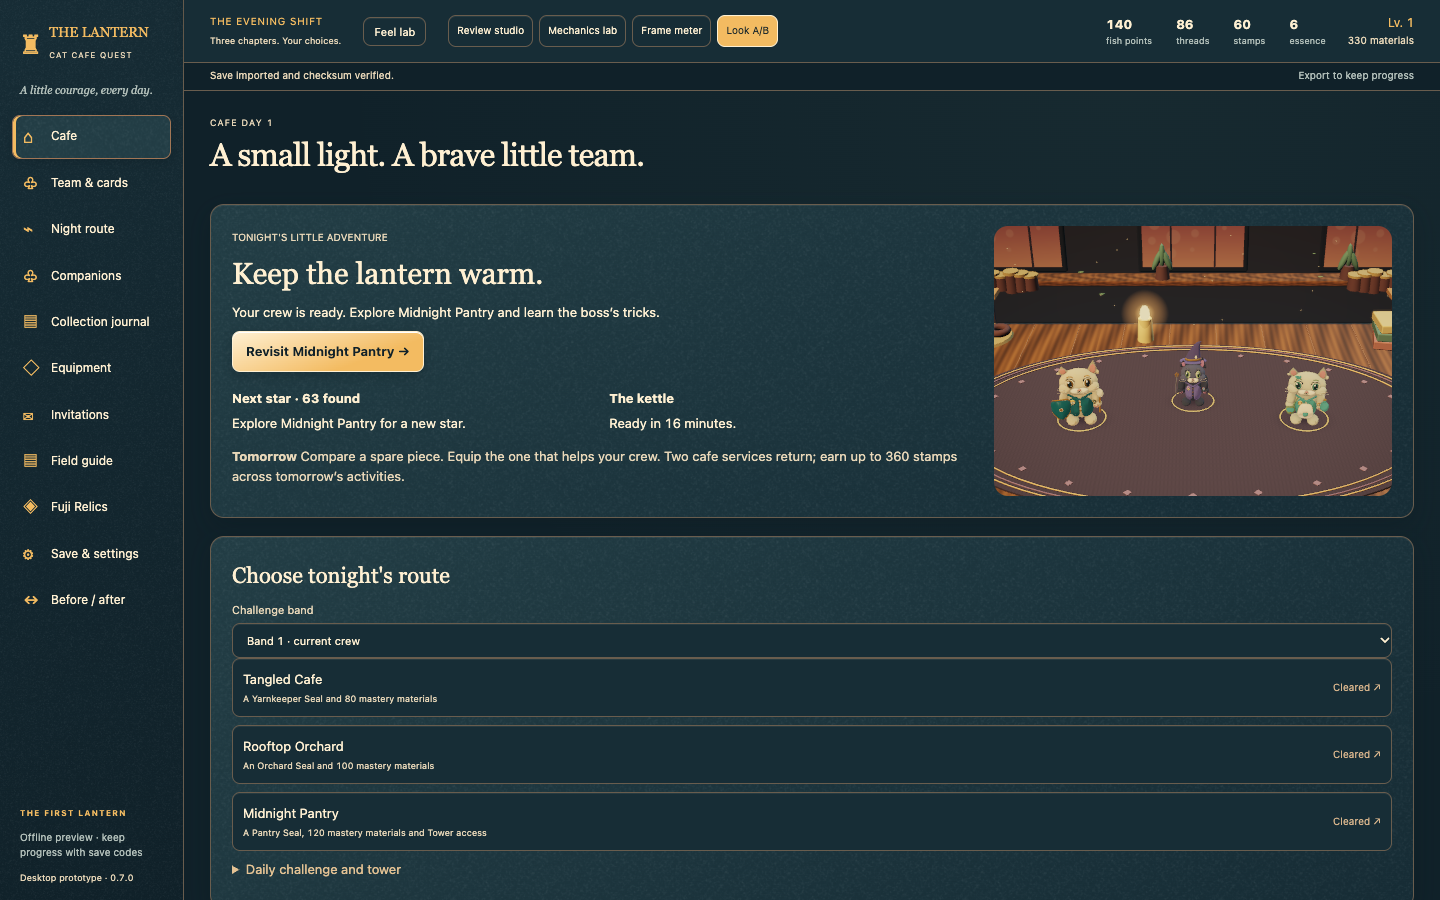 THE LANTERN
CAT CAFE QUEST
A little courage, every day.
Cafe
Team & cards
Night route
Companions
Collection journal
Equipment
Invitations
Field guide
Fuji Relics
Save & settings
Before / after
THE FIRST LANTERN
Offline preview · keep
progress with save codes
Desktop prototype · 0.7.0
THE EVENING SHIFT
Three chapters. Your choices.
Feel lab
Review studio
Mechanics lab
Frame meter
Look A/B
140
fish points
86
threads
60
stamps
6
essence
Lv. 1
330 materials
Save imported and checksum verified.
Export to keep progress
CAFE DAY 1
A small light. A brave little team.
TONIGHT'S LITTLE ADVENTURE
Keep the lantern warm.
Your crew is ready. Explore Midnight Pantry and learn the boss's tricks.
Revisit Midnight Pantry →
Next star · 63 found
Explore Midnight Pantry for a new star.
The kettle
Ready in 16 minutes.
Tomorrow Compare a spare piece. Equip the one that helps your crew. Two cafe services return; earn up to 360 stamps
across tomorrow's activities.
Choose tonight's route
Challenge band
Band 1 · current crew
Tangled Cafe
A Yarnkeeper Seal and 80 mastery materials
Cleared ↗
Rooftop Orchard
An Orchard Seal and 100 mastery materials
Cleared ↗
Midnight Pantry
A Pantry Seal, 120 mastery materials and Tower access
Cleared ↗
Daily challenge and tower